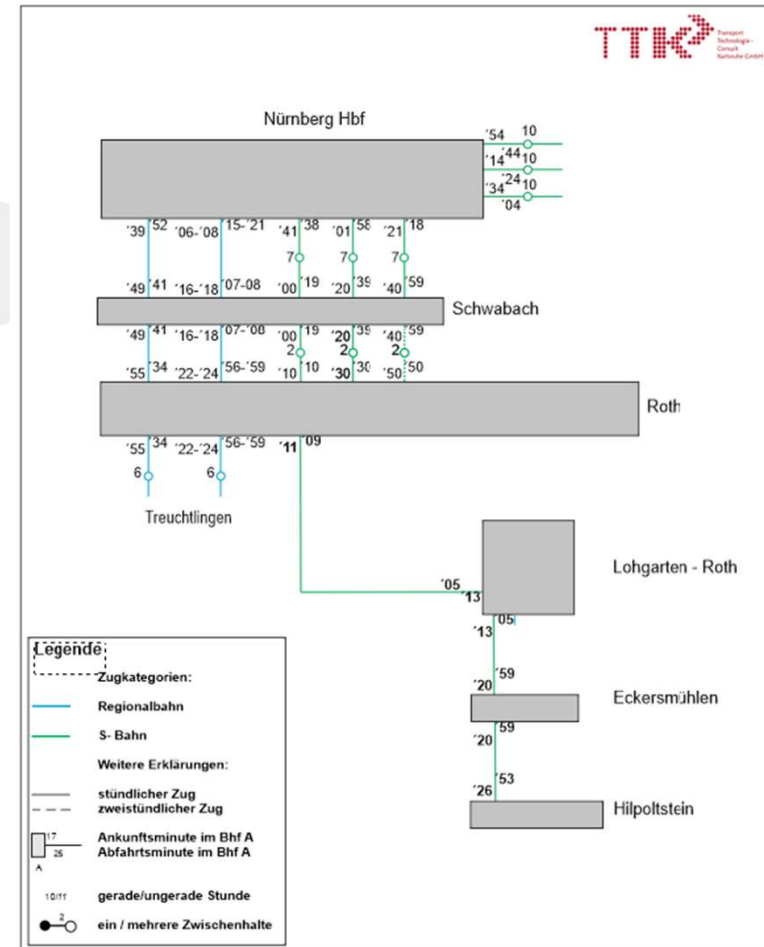 TTK
Transport
Technologie -
Consult
Karlsruhe GmbH
Nürnberg Hbf
´54 10
´44
´14 10
´24
´34 10
´04
´39 ´52 ´06-´08 ´15-´21 ´41 ´38 ´01 ´58 ´21 ´18
7 7 7
´49 ´41 ´16-´18 ´07-08 ´00 ´19 ´20 ´39 ´40 ´59
Schwabach
´49 ´41 ´16-´18 ´07-´08 ´00 ´19 ´20 ´39 ´40 ´59
2 2 2
´55 ´34 ´22-´24 ´56-´59 ´10 ´10 ´30 ´30 ´50 ´50
Roth
´55 ´34 ´22-´24 ´56-´59 ´11 ´09
6 6
Treuchtlingen
Lohgarten - Roth
´05
´13
´05
´13
´59
´20
Eckersmühlen
´59
´20
´53
´26
Hilpoltstein
Legende
Zugkategorien:
Regionalbahn
S- Bahn
Weitere Erklärungen:
stündlicher Zug
zweistündlicher Zug
17 Ankunftsminute im Bhf A
25 Abfahrtsminute im Bhf A
A
10/11 gerade/ungerade Stunde
2 ein / mehrere Zwischenhalte